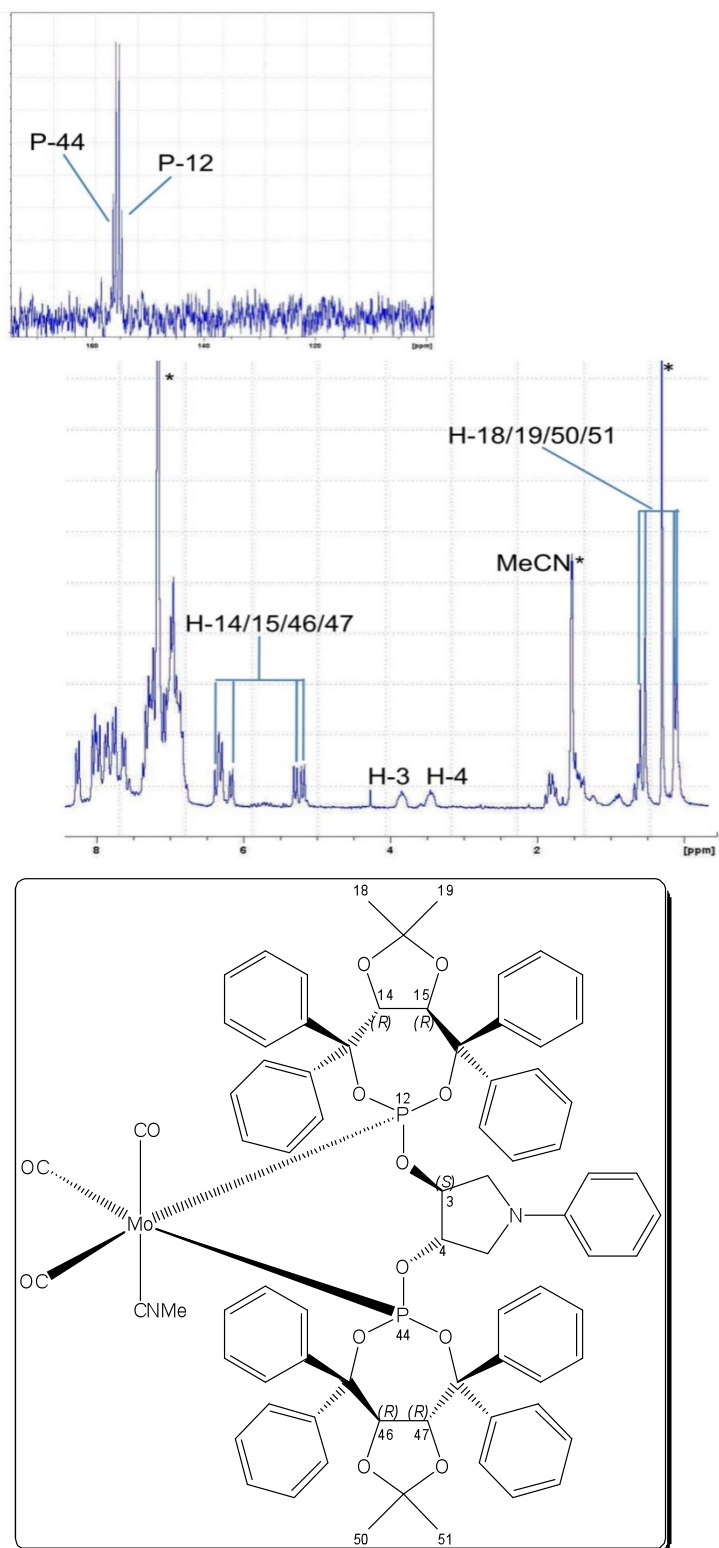 P-44
P-12
160 140 120 [ppm]
*
*
H-18/19/50/51
MeCN*
H-14/15/46/47
H-3 H-4
8 6 4 2 [ppm]
18 19
O O
14 15
(R) (R)
O 12 O
P
CO
O (S)
OC
3
N
Mo
4
O
OC
CNMe
P
O 44 O
(R) (R)
46 47
O O
50 51